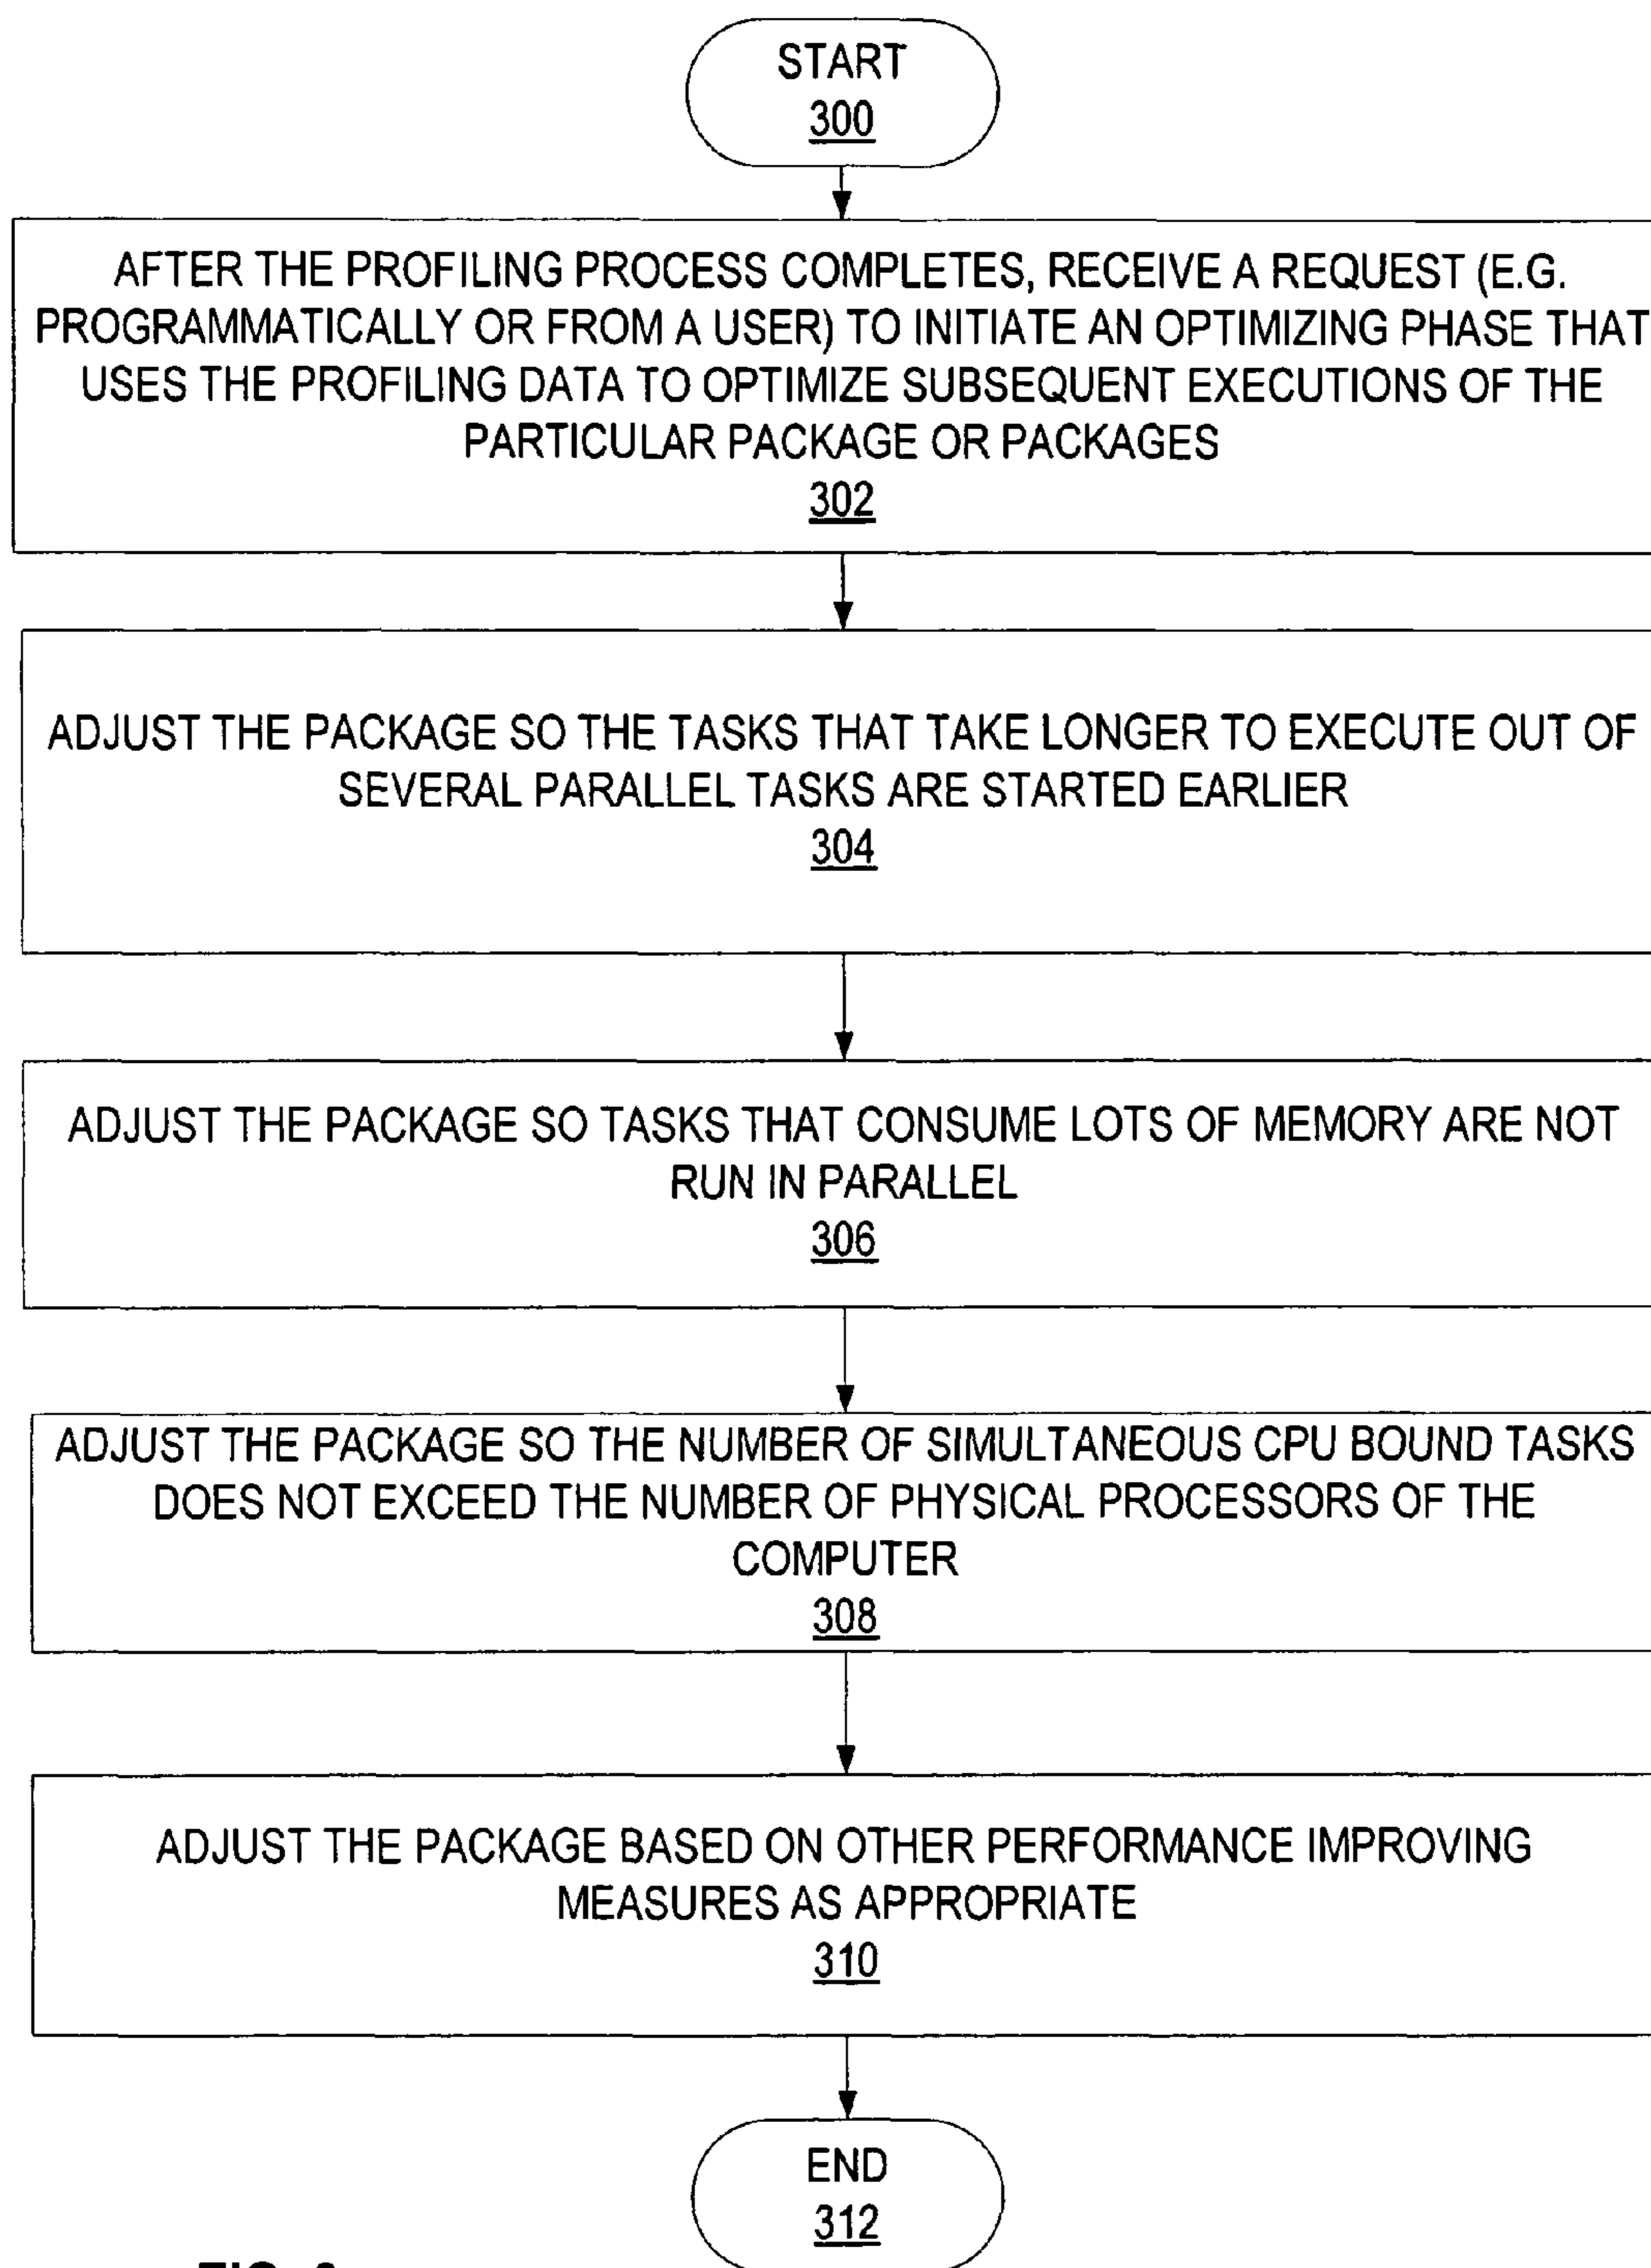 START
300
AFTER THE PROFILING PROCESS COMPLETES, RECEIVE A REQUEST (E.G.
PROGRAMMATICALLY OR FROM A USER) TO INITIATE AN OPTIMIZING PHASE THAT
USES THE PROFILING DATA TO OPTIMIZE SUBSEQUENT EXECUTIONS OF THE
PARTICULAR PACKAGE OR PACKAGES
302
ADJUST THE PACKAGE SO THE TASKS THAT TAKE LONGER TO EXECUTE OUT OF
SEVERAL PARALLEL TASKS ARE STARTED EARLIER
304
ADJUST THE PACKAGE SO TASKS THAT CONSUME LOTS OF MEMORY ARE NOT
RUN IN PARALLEL
306
ADJUST THE PACKAGE SO THE NUMBER OF SIMULTANEOUS CPU BOUND TASKS
DOES NOT EXCEED THE NUMBER OF PHYSICAL PROCESSORS OF THE
COMPUTER
308
ADJUST THE PACKAGE BASED ON OTHER PERFORMANCE IMPROVING
MEASURES AS APPROPRIATE
310
END
312
FIG.